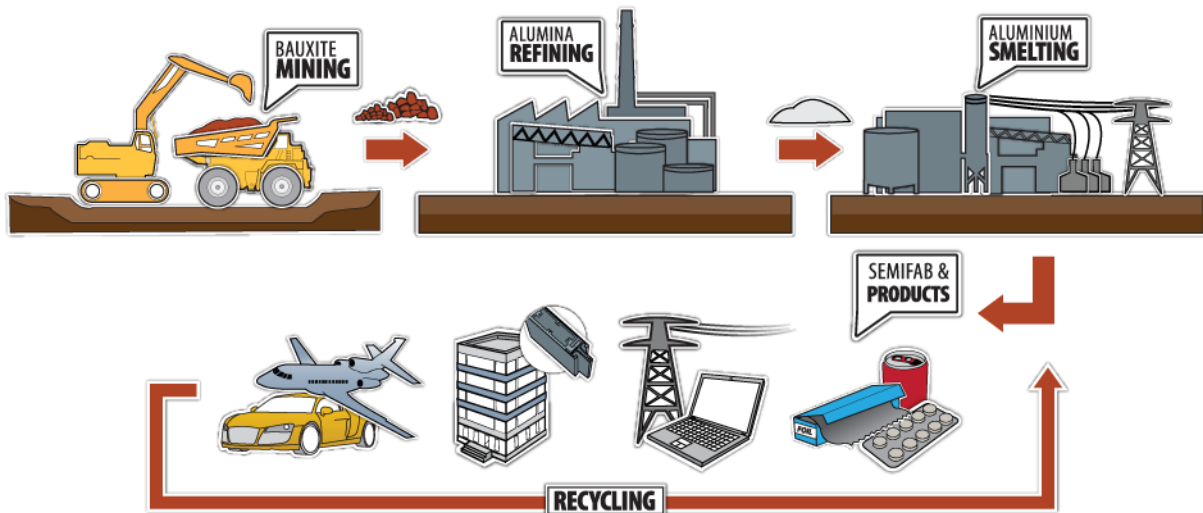 BAUXITE
MINING
ALUMINA
REFINING
ALUMINIUM
SMELTING
SEMIFAB &
PRODUCTS
FOIL
RECYCLING